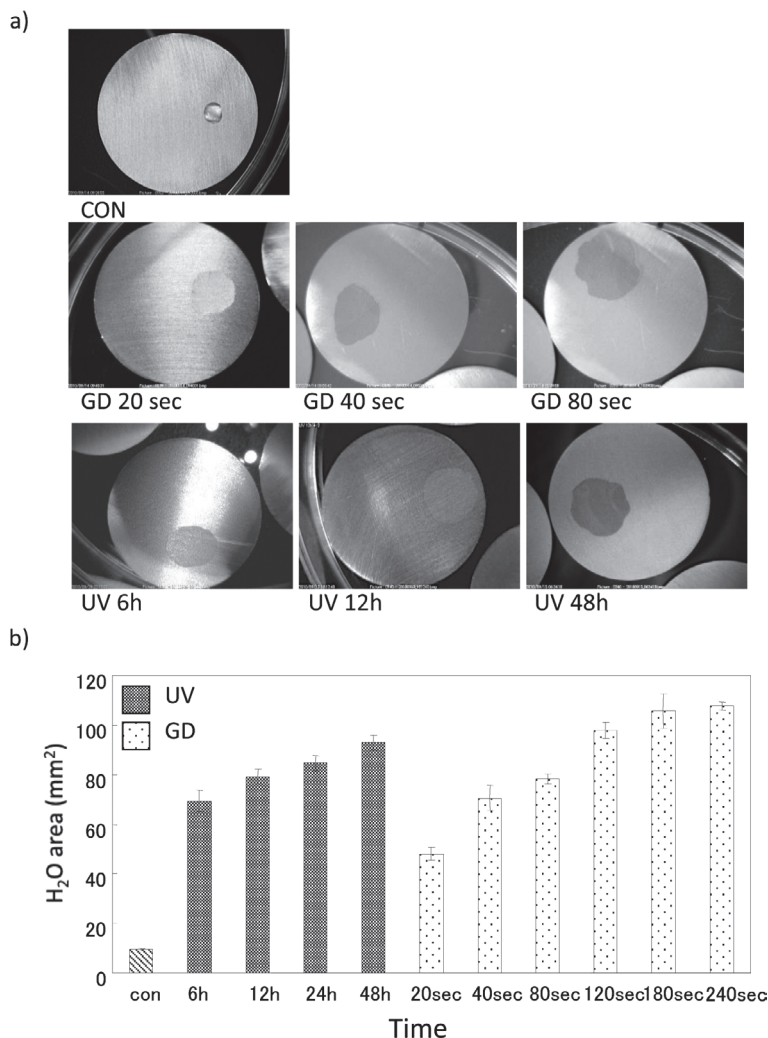 a)
CON
GD 20 sec
GD 40 sec
GD 80 sec
UV 6h
UV 12h
UV 48h
b)
120
100
80
60
40
20
0
H₂O area (mm²)
UV
GD
con 6h 12h 24h 48h 20sec 40sec 80sec 120sec 180sec 240sec
Time